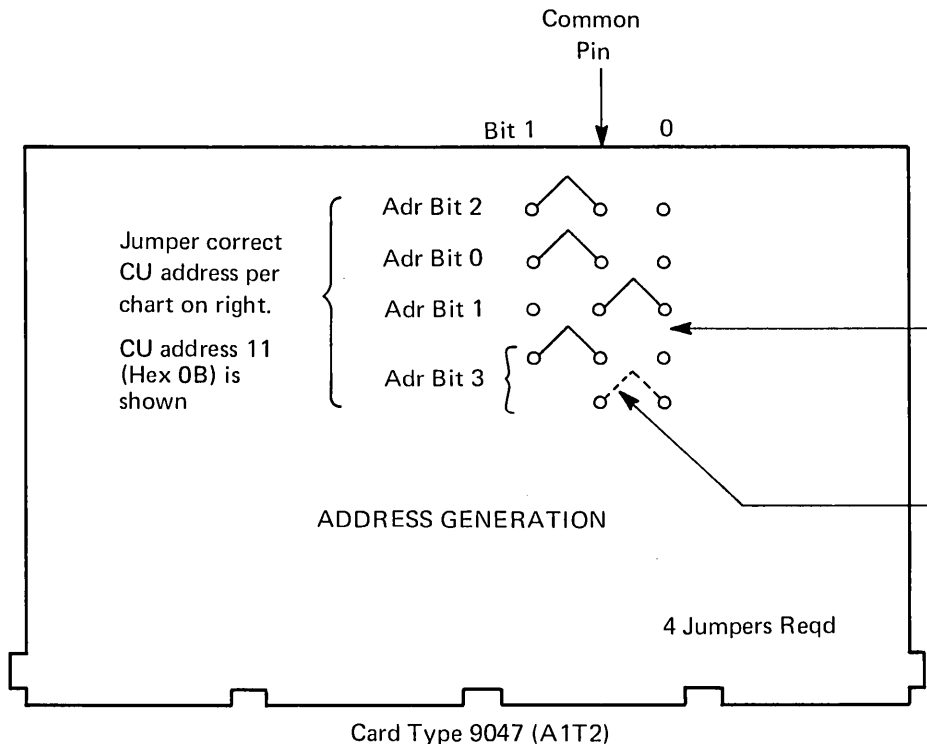 Common
Pin
Bit 1 0
Adr Bit 2
Adr Bit 0
Adr Bit 1
Adr Bit 3
Jumper correct
CU address per
chart on right.
CU address 11
(Hex 0B) is
shown
ADDRESS GENERATION
4 Jumpers Reqd
Card Type 9047 (A1T2)